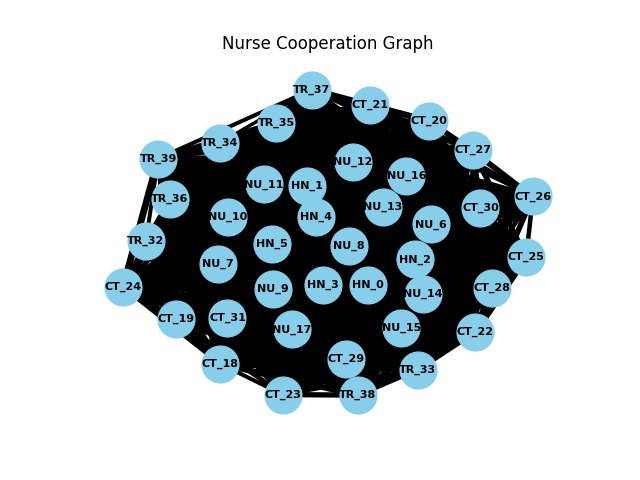 Nurse Cooperation Graph
TR_37
CT_21
CT_20
TR_35
TR_34
CT_27
TR_39
NU_12
NU_16
NU_11
HN_1
CT_26
TR_36
NU_13
CT_30
NU_10
HN_4
NU_6
TR_32
HN_5
NU_8
CT_25
NU_7
HN_2
CT_24
NU_9
HN_3
HN_0
NU_14
CT_28
CT_19
CT_31
NU_17
NU_15
CT_22
CT_18
CT_29
TR_33
CT_23
TR_38